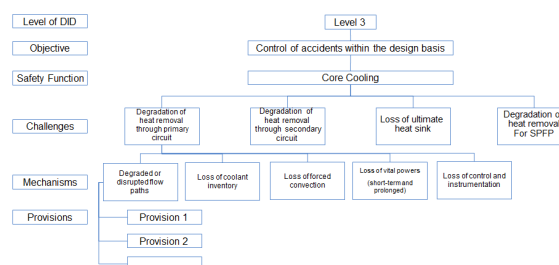 Level of DID
Level 3
Objective
Control of accidents within the design basis
Safety Function
Core Cooling
Challenges
Degradation of
heat removal
through primary
circuit
Degradation of
heat removal
through secondary
circuit
Loss of ultimate
heat sink
Degradation o
heat removal
For SPFP
Mechanisms
Degraded or
disrupted flow
paths
Loss of coolant
inventory
Loss of forced
convection
Loss of vital powers
(short-term and
prolonged)
Loss of control and
instrumentation
Provisions
Provision 1
Provision 2